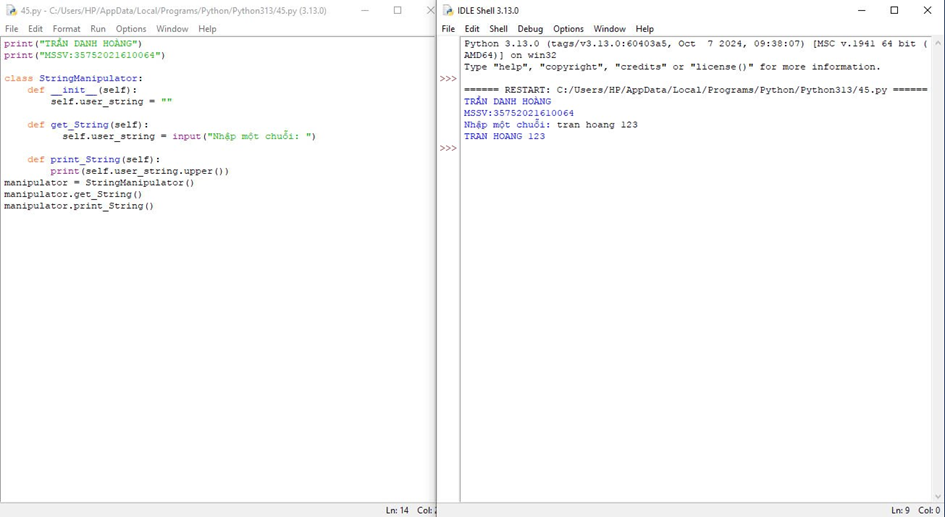 45.py - C:/Users/HP/AppData/Local/Programs/Python/Python313/45.py (3.13.0)
File Edit Format Run Options Window Help
print("TRẦN DANH HOÀNG")
print("MSSV:35752021610064")
class StringManipulator:
    def __init__(self):
        self.user_string = ""
    def get_String(self):
          self.user_string = input("Nhập một chuỗi: ")
    def print_String(self):
        print(self.user_string.upper())
manipulator = StringManipulator()
manipulator.get_String()
manipulator.print_String()
Ln: 14 Col:
IDLE Shell 3.13.0
File Edit Shell Debug Options Window Help
Python 3.13.0 (tags/v3.13.0:60403a5, Oct  7 2024, 09:38:07) [MSC v.1941 64 bit (
AMD64)] on win32
Type "help", "copyright", "credits" or "license()" for more information.
>>>
====== RESTART: C:/Users/HP/AppData/Local/Programs/Python/Python313/45.py ======
TRẦN DANH HOÀNG
MSSV:35752021610064
Nhập một chuỗi: tran hoang 123
TRAN HOANG 123
>>>
Ln: 9 Col: 0